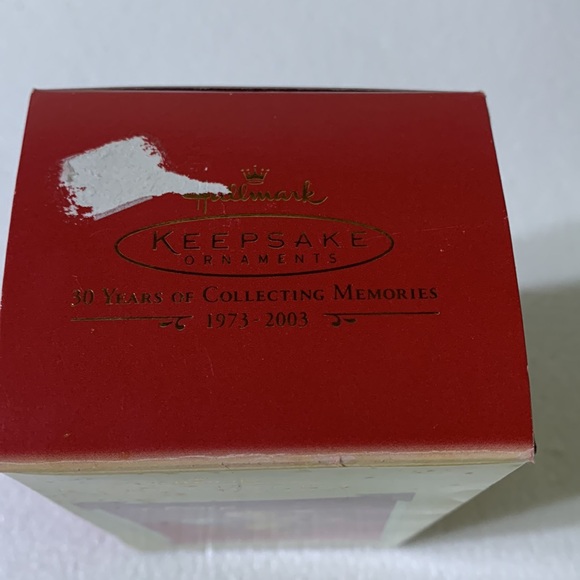 Hallmark
KEEPSAKE
ORNAMENTS
30 YEARS OF COLLECTING MEMORIES
1973-2003